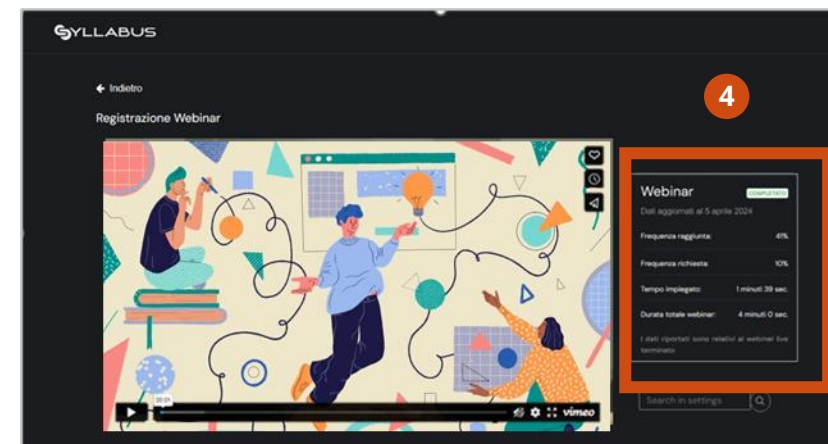 SYLLABUS
← Indietro
Registrazione Webinar
4
00:01
vimeo
Webinar COMPLETATO
Dati aggiornati al 5 aprile 2024
Frequenza raggiunta: 41%
Frequenza richiesta: 10%
Tempo impiegato: 1 minuti 39 sec.
Durata totale webinar: 4 minuti 0 sec.
I dati riportati sono relativi al webinar live
terminato
Search in settings